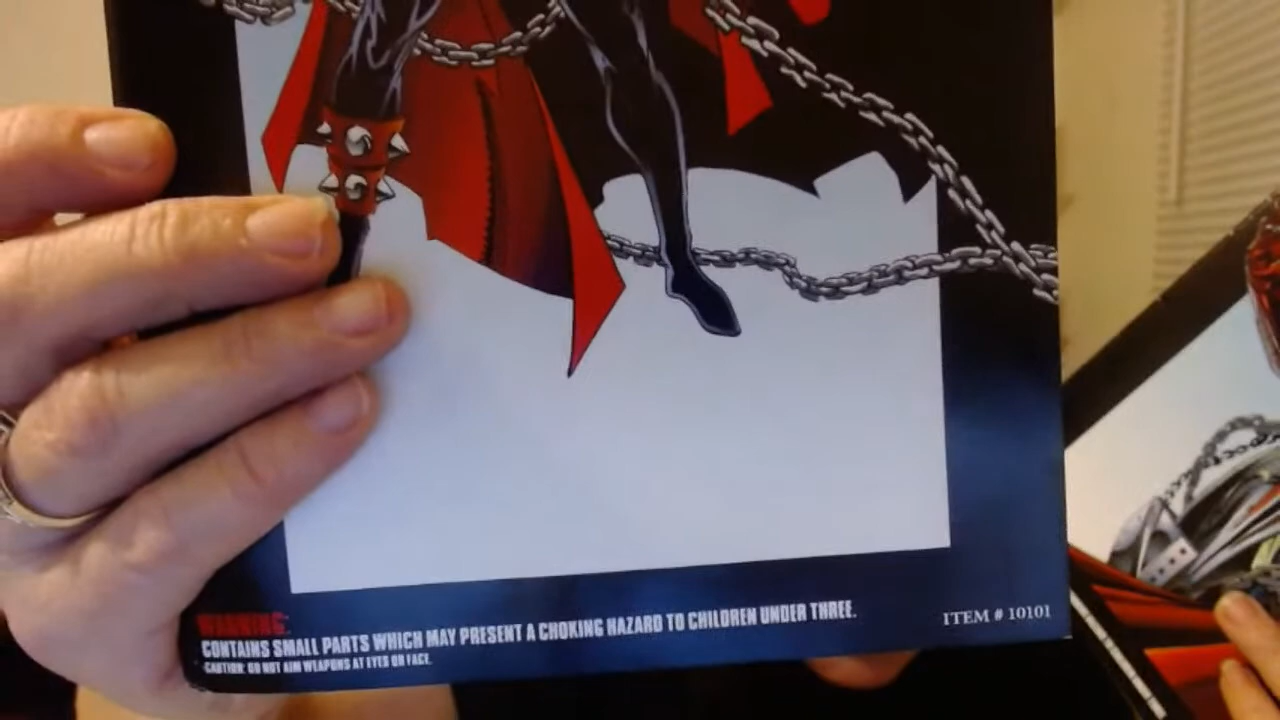 WARNING:
CONTAINS SMALL PARTS WHICH MAY PRESENT A CHOKING HAZARD TO CHILDREN UNDER THREE.
CAUTION: DO NOT AIM WEAPONS AT EYES OR FACE.
ITEM # 10101